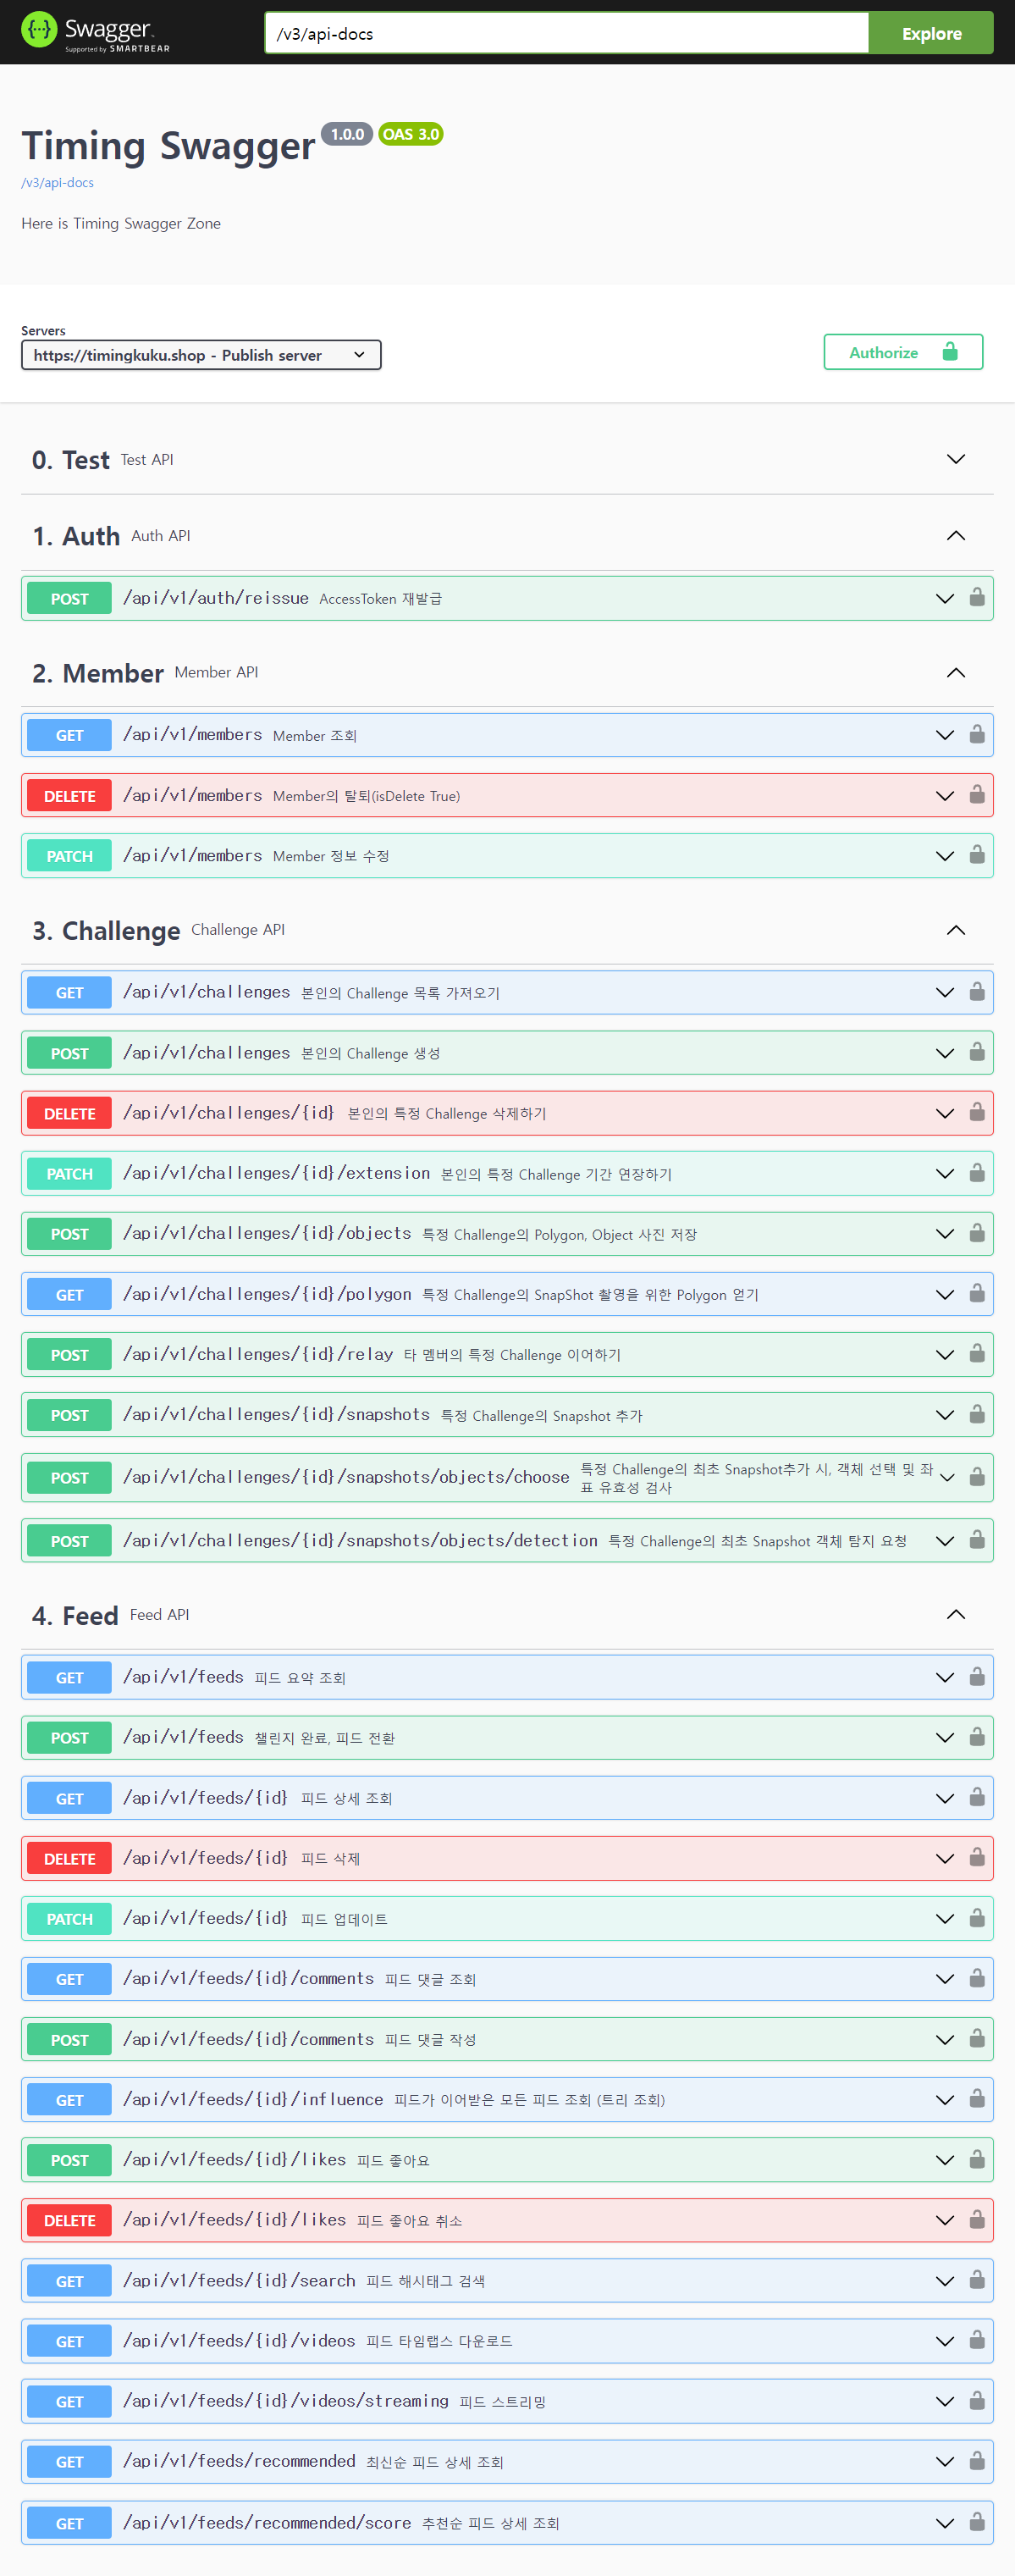 Swagger
Supported by SMARTBEAR
/v3/api-docs
Explore
Timing Swagger 1.0.0 OAS 3.0
/v3/api-docs
Here is Timing Swagger Zone
Servers
https://timingkuku.shop - Publish server
Authorize
0. Test Test API
1. Auth Auth API
POST /api/v1/auth/reissue AccessToken 재발급
2. Member Member API
GET /api/v1/members Member 조회
DELETE /api/v1/members Member의 탈퇴(isDelete True)
PATCH /api/v1/members Member 정보 수정
3. Challenge Challenge API
GET /api/v1/challenges 본인의 Challenge 목록 가져오기
POST /api/v1/challenges 본인의 Challenge 생성
DELETE /api/v1/challenges/{id} 본인의 특정 Challenge 삭제하기
PATCH /api/v1/challenges/{id}/extension 본인의 특정 Challenge 기간 연장하기
POST /api/v1/challenges/{id}/objects 특정 Challenge의 Polygon, Object 사진 저장
GET /api/v1/challenges/{id}/polygon 특정 Challenge의 SnapShot 촬영을 위한 Polygon 얻기
POST /api/v1/challenges/{id}/relay 타 멤버의 특정 Challenge 이어하기
POST /api/v1/challenges/{id}/snapshots 특정 Challenge의 Snapshot 추가
POST /api/v1/challenges/{id}/snapshots/objects/choose 특정 Challenge의 최초 Snapshot추가 시, 객체 선택 및 좌
표 유효성 검사
POST /api/v1/challenges/{id}/snapshots/objects/detection 특정 Challenge의 최초 Snapshot 객체 탐지 요청
4. Feed Feed API
GET /api/v1/feeds 피드 요약 조회
POST /api/v1/feeds 챌린지 완료, 피드 전환
GET /api/v1/feeds/{id} 피드 상세 조회
DELETE /api/v1/feeds/{id} 피드 삭제
PATCH /api/v1/feeds/{id} 피드 업데이트
GET /api/v1/feeds/{id}/comments 피드 댓글 조회
POST /api/v1/feeds/{id}/comments 피드 댓글 작성
GET /api/v1/feeds/{id}/influence 피드가 이어받은 모든 피드 조회 (트리 조회)
POST /api/v1/feeds/{id}/likes 피드 좋아요
DELETE /api/v1/feeds/{id}/likes 피드 좋아요 취소
GET /api/v1/feeds/{id}/search 피드 해시태그 검색
GET /api/v1/feeds/{id}/videos 피드 타임랩스 다운로드
GET /api/v1/feeds/{id}/videos/streaming 피드 스트리밍
GET /api/v1/feeds/recommended 최신순 피드 상세 조회
GET /api/v1/feeds/recommended/score 추천순 피드 상세 조회